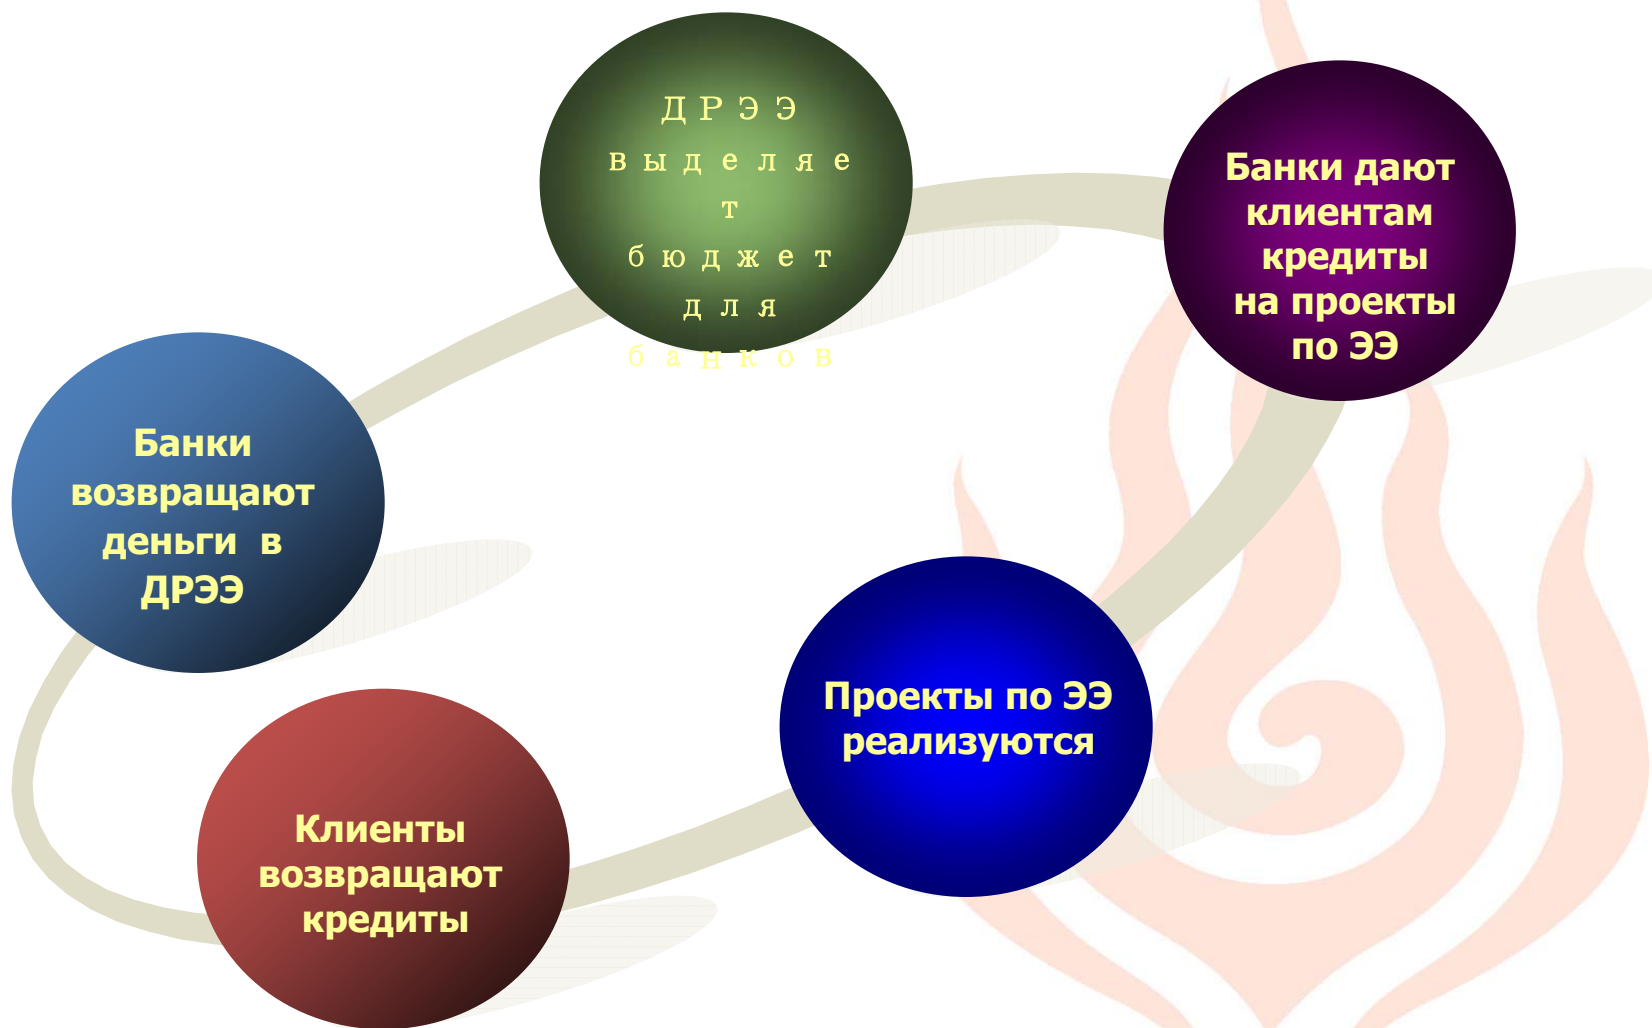 ДРЭЭ
выделяе
т
бюджет
для
банков
Банки дают
клиентам
кредиты
на проекты
по ЭЭ
Проекты по ЭЭ
реализуются
Клиенты
возвращают
кредиты
Банки
возвращают
деньги в
ДРЭЭ